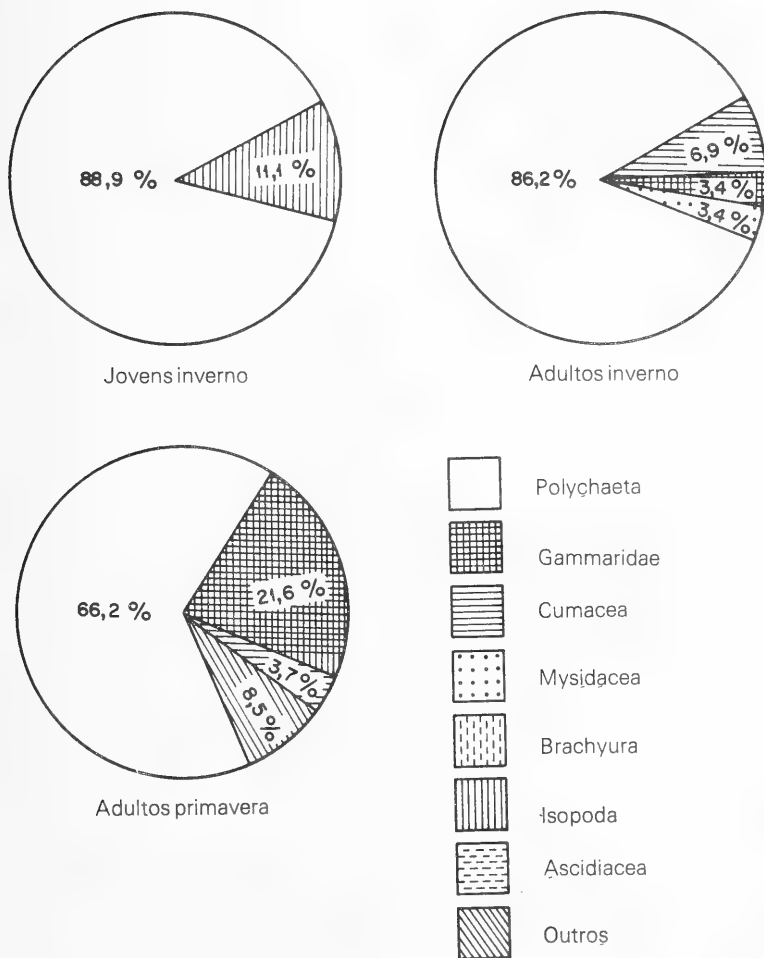 88,9 %
11,1 %
Jovens inverno
86,2%
6,9 %
3,4%
3,4%
Adultos inverno
66,2 %
21,6 %
3,7%
8,5%
Adultos primavera
Polychaeta
Gammaridae
Cumacea
Mysidacea
Brachyura
Isopoda
Ascidiacea
Outros